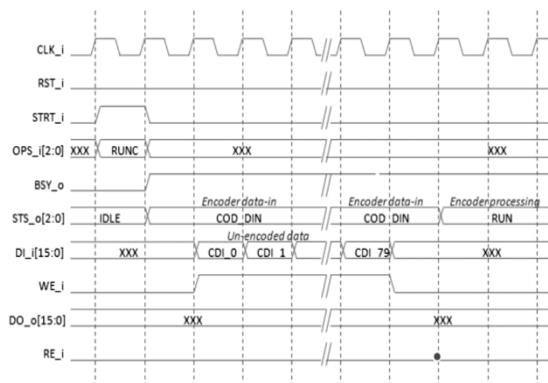 CLK_i
RST_i
STRT_i
OPS_i[2:0] XXX RUNC XXX XXX
BSY_o
Encoder data-in Encoder data-in Encoder processing
STS_o[2:0] IDLE COD_DIN COD_DIN RUN
Un-encoded data
DI_i[15:0] XXX CDI_0 CDI_1 CDI_79 XXX
WE_i
DO_o[15:0] XXX XXX
RE_i